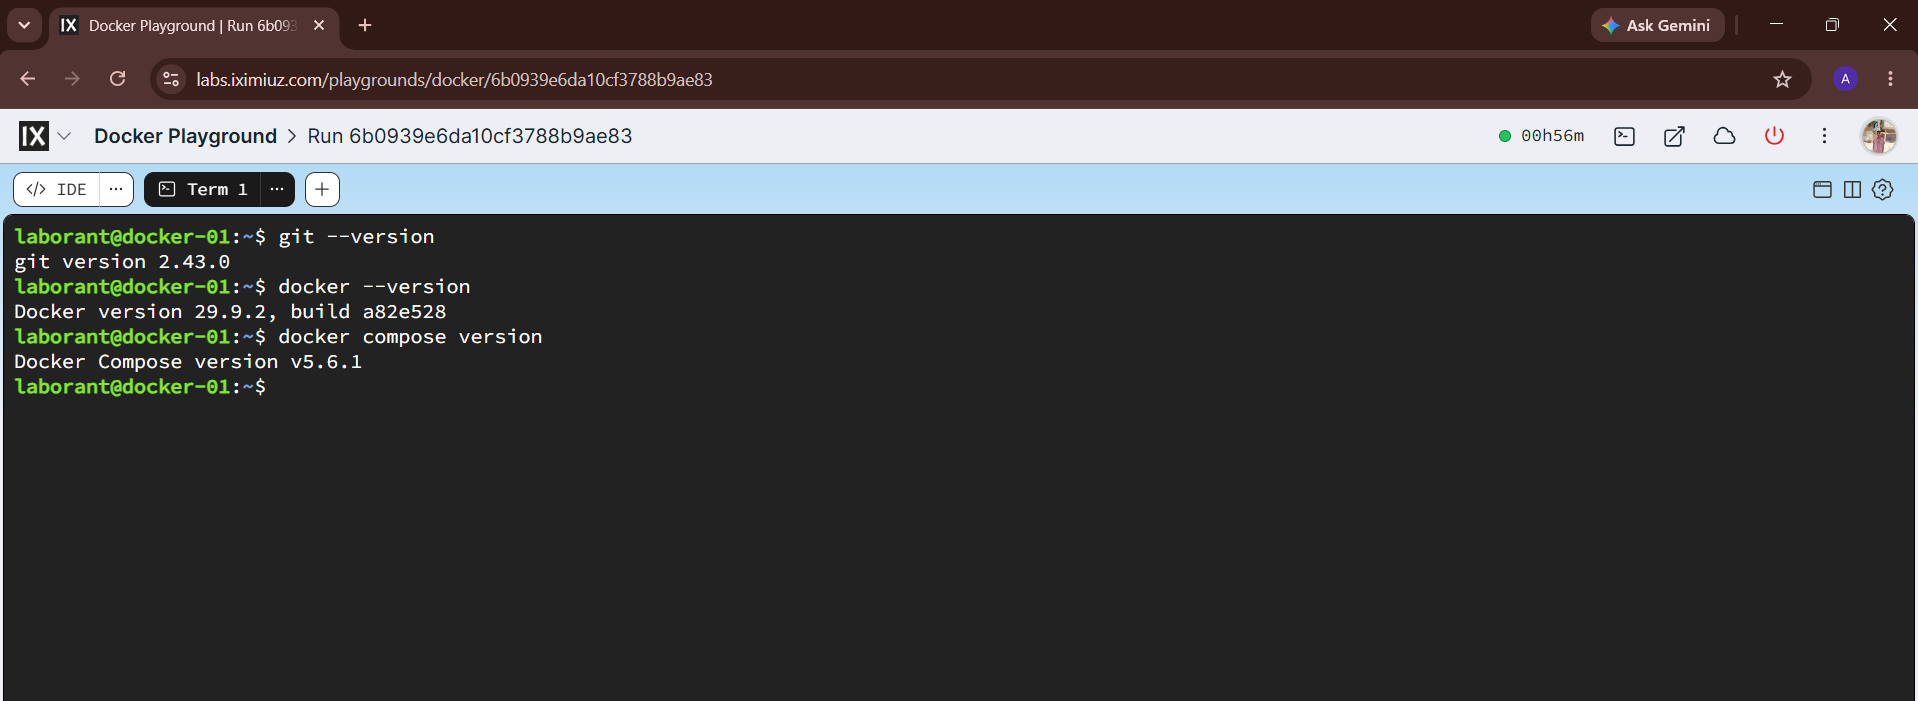 IX Docker Playground | Run 6b093
Ask Gemini
labs.iximiuz.com/playgrounds/docker/6b0939e6da10cf3788b9ae83
A
IX Docker Playground > Run 6b0939e6da10cf3788b9ae83
00h56m
</> IDE ... Term 1 ... +
laborant@docker-01:~$ git --version
git version 2.43.0
laborant@docker-01:~$ docker --version
Docker version 29.9.2, build a82e528
laborant@docker-01:~$ docker compose version
Docker Compose version v5.6.1
laborant@docker-01:~$